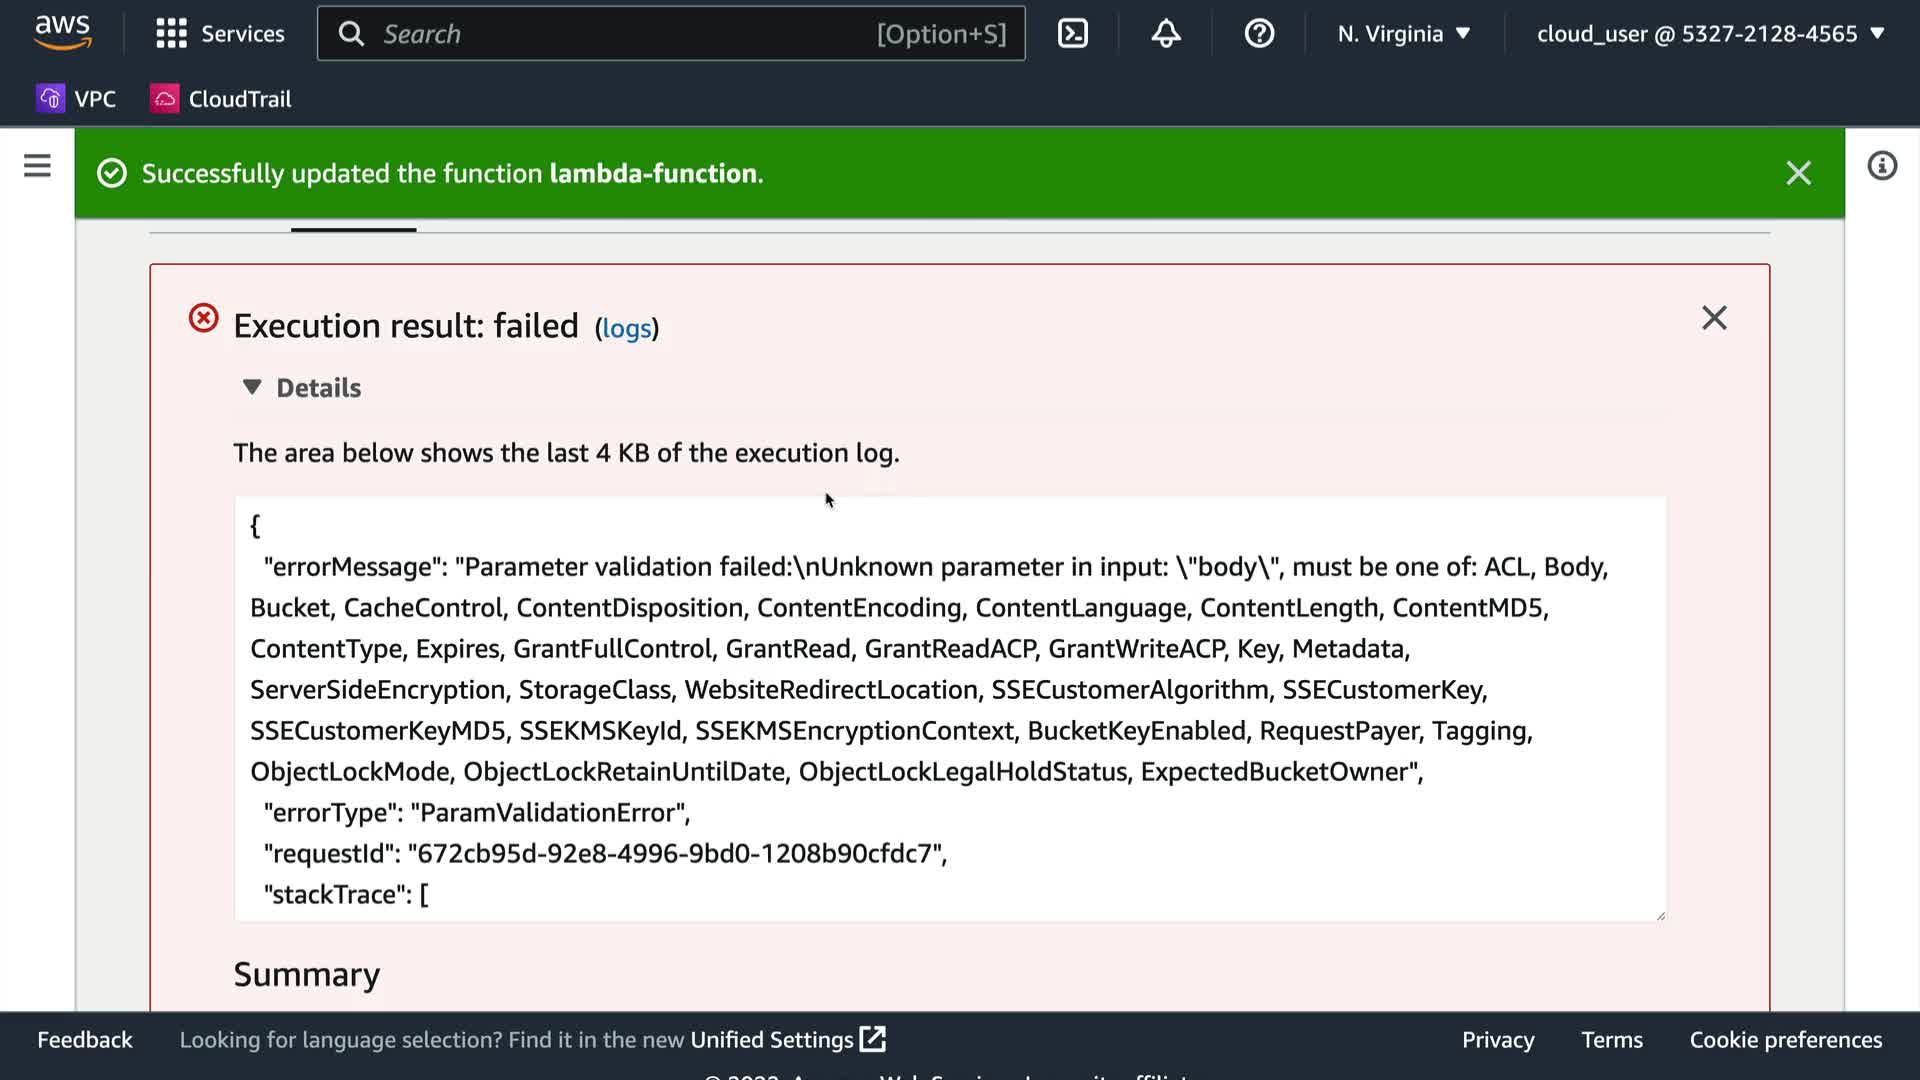 aws
Services
Search
[Option+S]
N. Virginia
cloud_user @ 5327-2128-4565
VPC
CloudTrail
Successfully updated the function lambda-function.
Execution result: failed (logs)
Details
The area below shows the last 4 KB of the execution log.
{
"errorMessage": "Parameter validation failed:\nUnknown parameter in input: \"body\", must be one of: ACL, Body,
Bucket, CacheControl, ContentDisposition, ContentEncoding, ContentLanguage, ContentLength, ContentMD5,
ContentType, Expires, GrantFullControl, GrantRead, GrantReadACP, GrantWriteACP, Key, Metadata,
ServerSideEncryption, StorageClass, WebsiteRedirectLocation, SSECustomerAlgorithm, SSECustomerKey,
SSECustomerKeyMD5, SSEKMSKeyId, SSEKMSEncryptionContext, BucketKeyEnabled, RequestPayer, Tagging,
ObjectLockMode, ObjectLockRetainUntilDate, ObjectLockLegalHoldStatus, ExpectedBucketOwner",
"errorType": "ParamValidationError",
"requestId": "672cb95d-92e8-4996-9bd0-1208b90cfdc7",
"stackTrace": [
Summary
Feedback
Looking for language selection? Find it in the new Unified Settings
Privacy
Terms
Cookie preferences